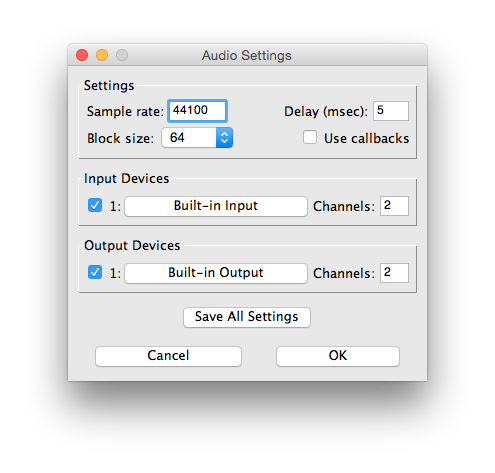 Audio Settings
Settings
Sample rate: 44100 Delay (msec): 5
Block size: 64 Use callbacks
Input Devices
1: Built-in Input Channels: 2
Output Devices
1: Built-in Output Channels: 2
Save All Settings
Cancel OK